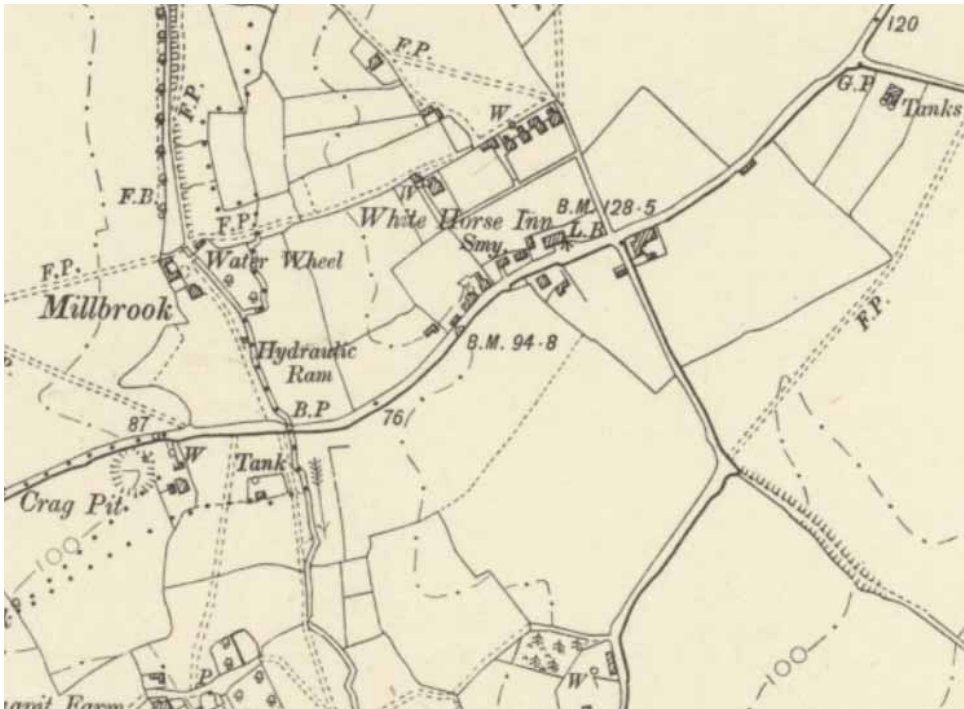 120
F.P.
F.P.
G.P
Tanks
W
F.B.
W
F.P.
White Horse Inn
B.M. 128·5
L.B
Smy.
F.P.
Water Wheel
Millbrook
F.P.
B.M. 94·8
Hydraulic
Ram
B.P
76
87
W
Tank
Crag Pit
100
100
W
P
Farm